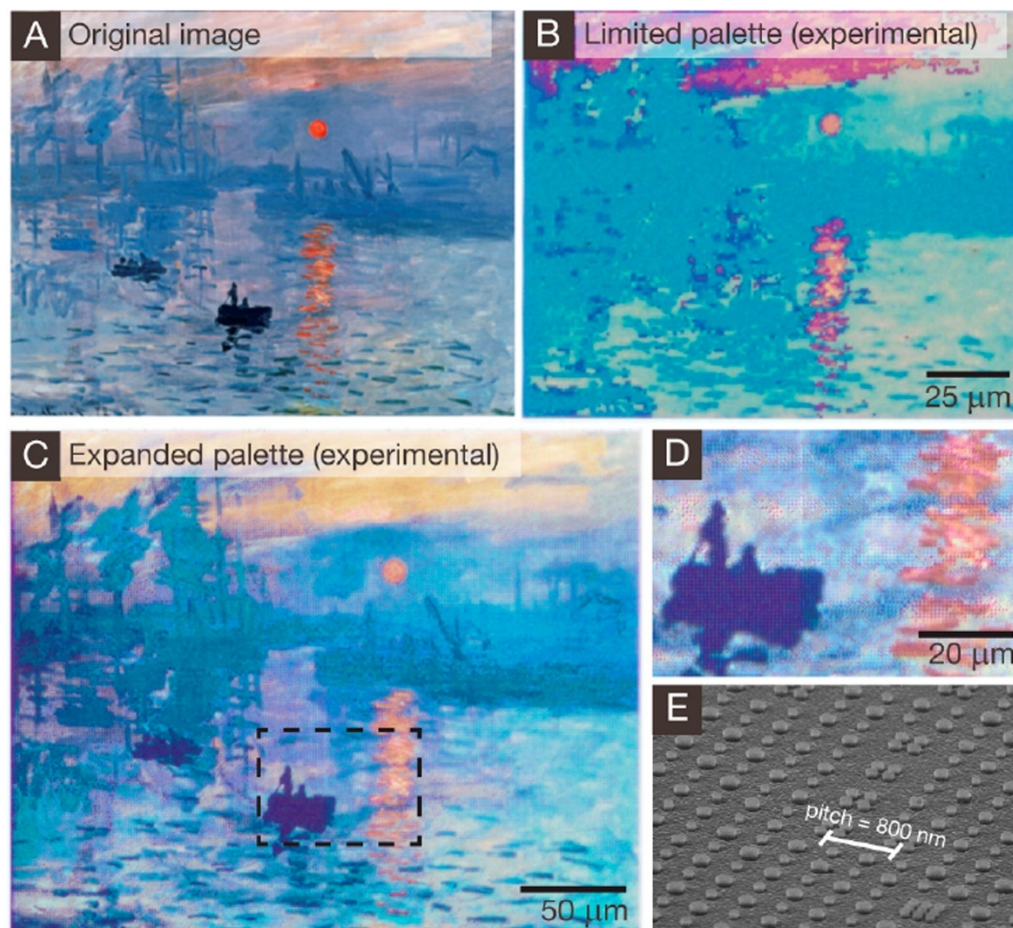 A Original image
B Limited palette (experimental)
25 μm
C Expanded palette (experimental)
50 μm
D
20 μm
E
pitch = 800 nm